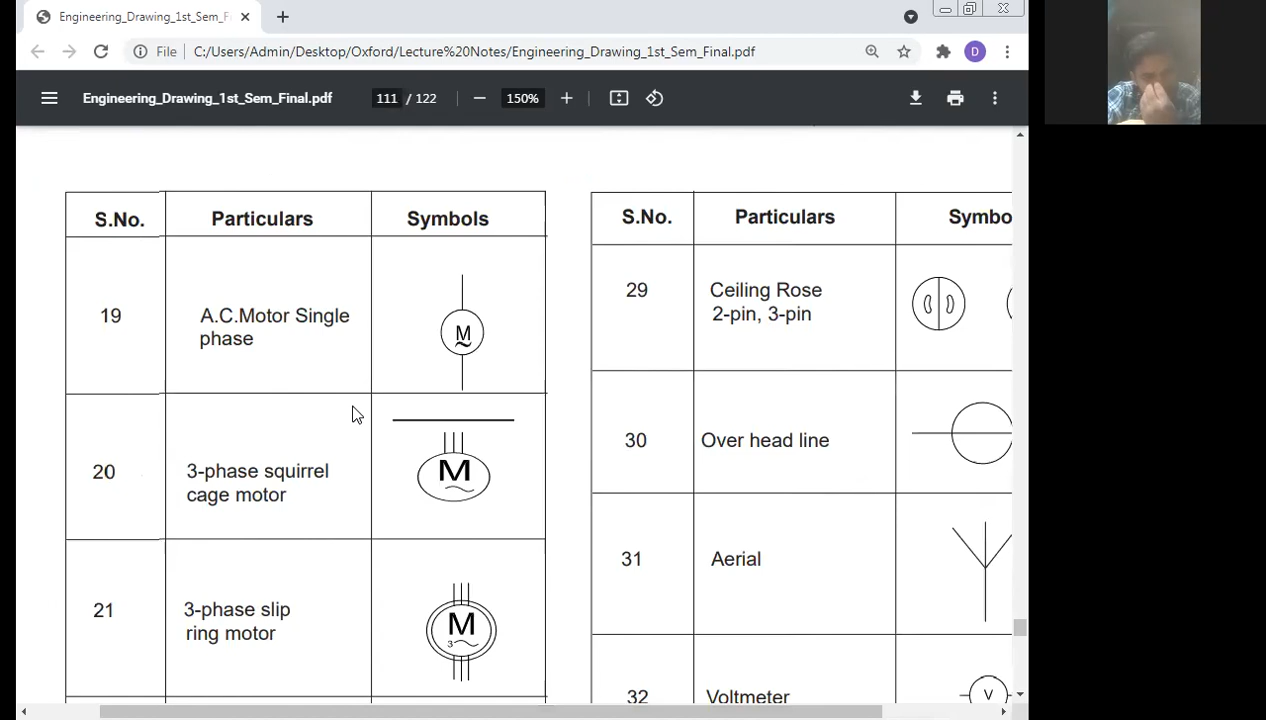 Engineering_Drawing_1st_Sem_F
File C:/Users/Admin/Desktop/Oxford/Lecture%20Notes/Engineering_Drawing_1st_Sem_Final.pdf
D
Engineering_Drawing_1st_Sem_Final.pdf
111 / 122
150%
S.No. Particulars Symbols
19 A.C.Motor Single
phase
M
20 3-phase squirrel
cage motor
M
21 3-phase slip
ring motor
M
3
S.No. Particulars Symbo
29 Ceiling Rose
2-pin, 3-pin
30 Over head line
31 Aerial
32 Voltmeter
V